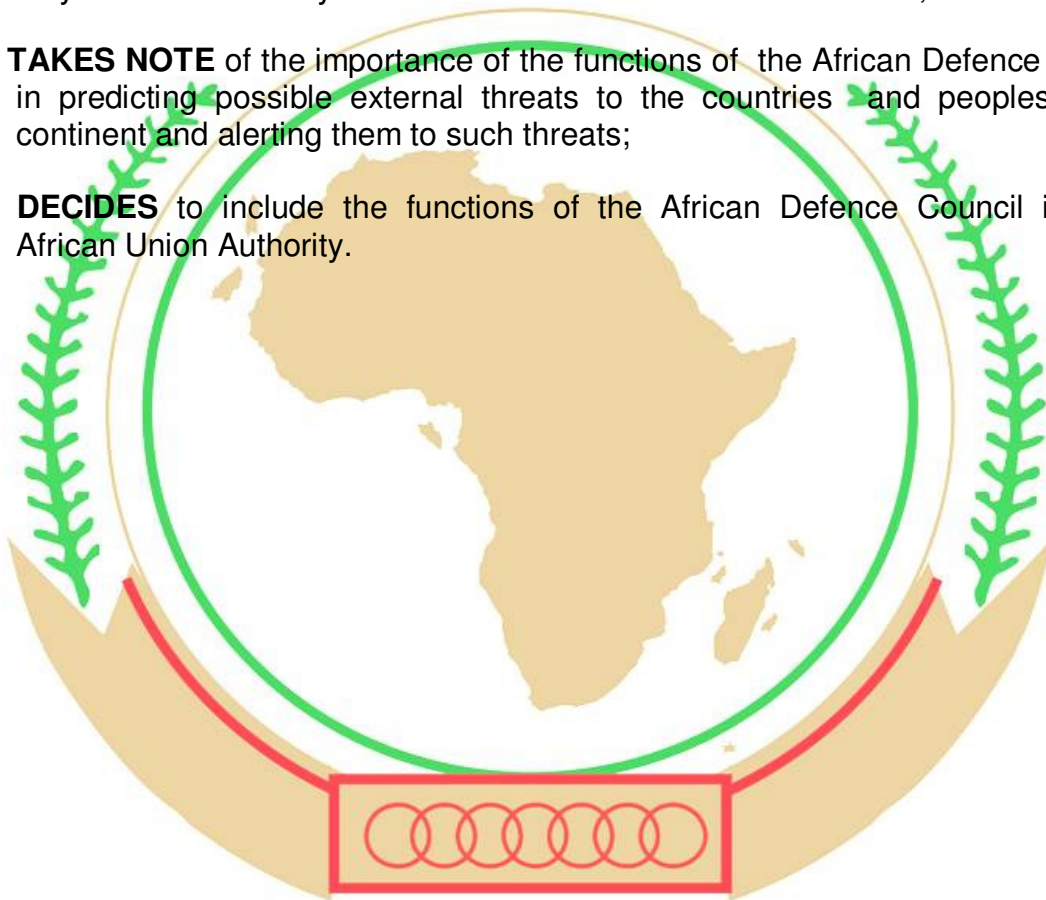 TAKES NOTE of the importance of the functions of the African Defence
in predicting possible external threats to the countries and peoples
continent and alerting them to such threats;
DECIDES to include the functions of the African Defence Council
African Union Authority.